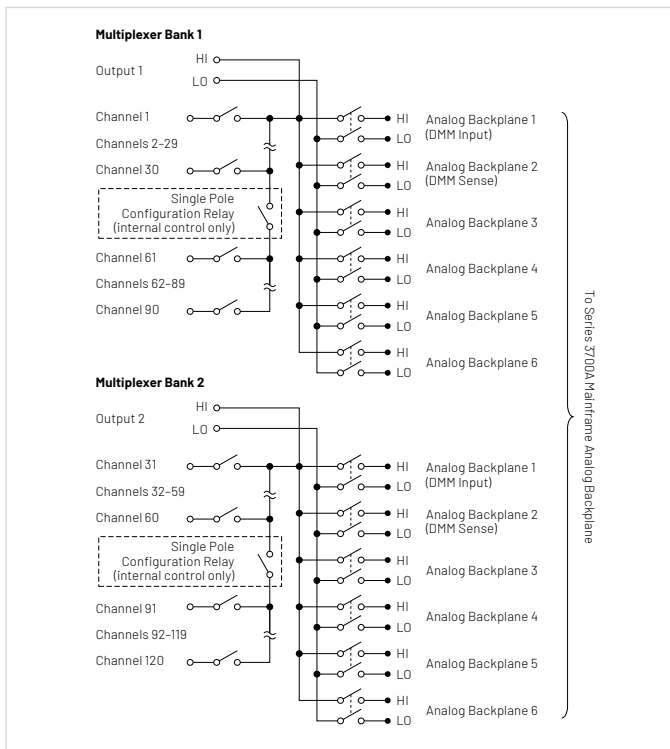 Multiplexer Bank 1
HI
Output 1
LO
Channel 1
HI
Analog Backplane 1
LO
(DMM Input)
Channels 2–29
HI
Analog Backplane 2
Channel 30
LO
(DMM Sense)
Single Pole
Configuration Relay
(internal control only)
HI
Analog Backplane 3
LO
Channel 61
HI
Analog Backplane 4
LO
Channels 62–89
HI
Analog Backplane 5
Channel 90
LO
HI
Analog Backplane 6
LO
To Series 3700A Mainframe Analog Backplane
Multiplexer Bank 2
HI
Output 2
LO
Channel 31
HI
Analog Backplane 1
LO
(DMM Input)
Channels 32–59
HI
Analog Backplane 2
Channel 60
LO
(DMM Sense)
Single Pole
Configuration Relay
(internal control only)
HI
Analog Backplane 3
LO
Channel 91
HI
Analog Backplane 4
LO
Channels 92–119
HI
Analog Backplane 5
Channel 120
LO
HI
Analog Backplane 6
LO